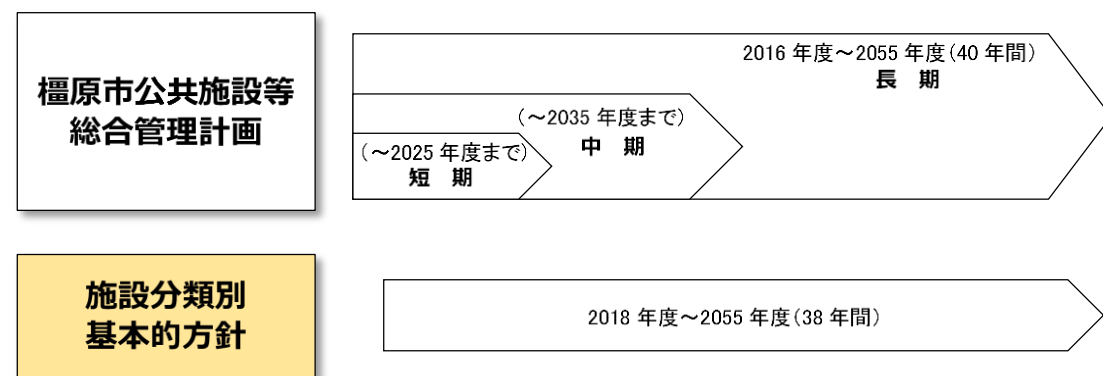 橿原市公共施設等
総合管理計画
2016 年度~2055 年度(40 年間)
長 期
(~2035 年度まで)
中 期
(~2025 年度まで)
短 期
施設分類別
基本的方針
2018 年度~2055 年度(38 年間)